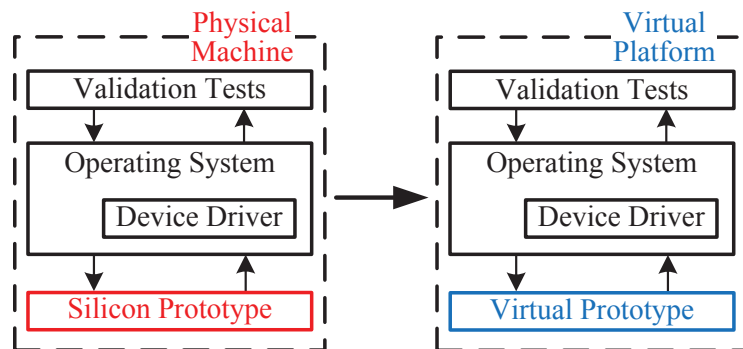 Physical
Machine
Validation Tests
Operating System
Device Driver
Silicon Prototype
Virtual
Platform
Validation Tests
Operating System
Device Driver
Virtual Prototype